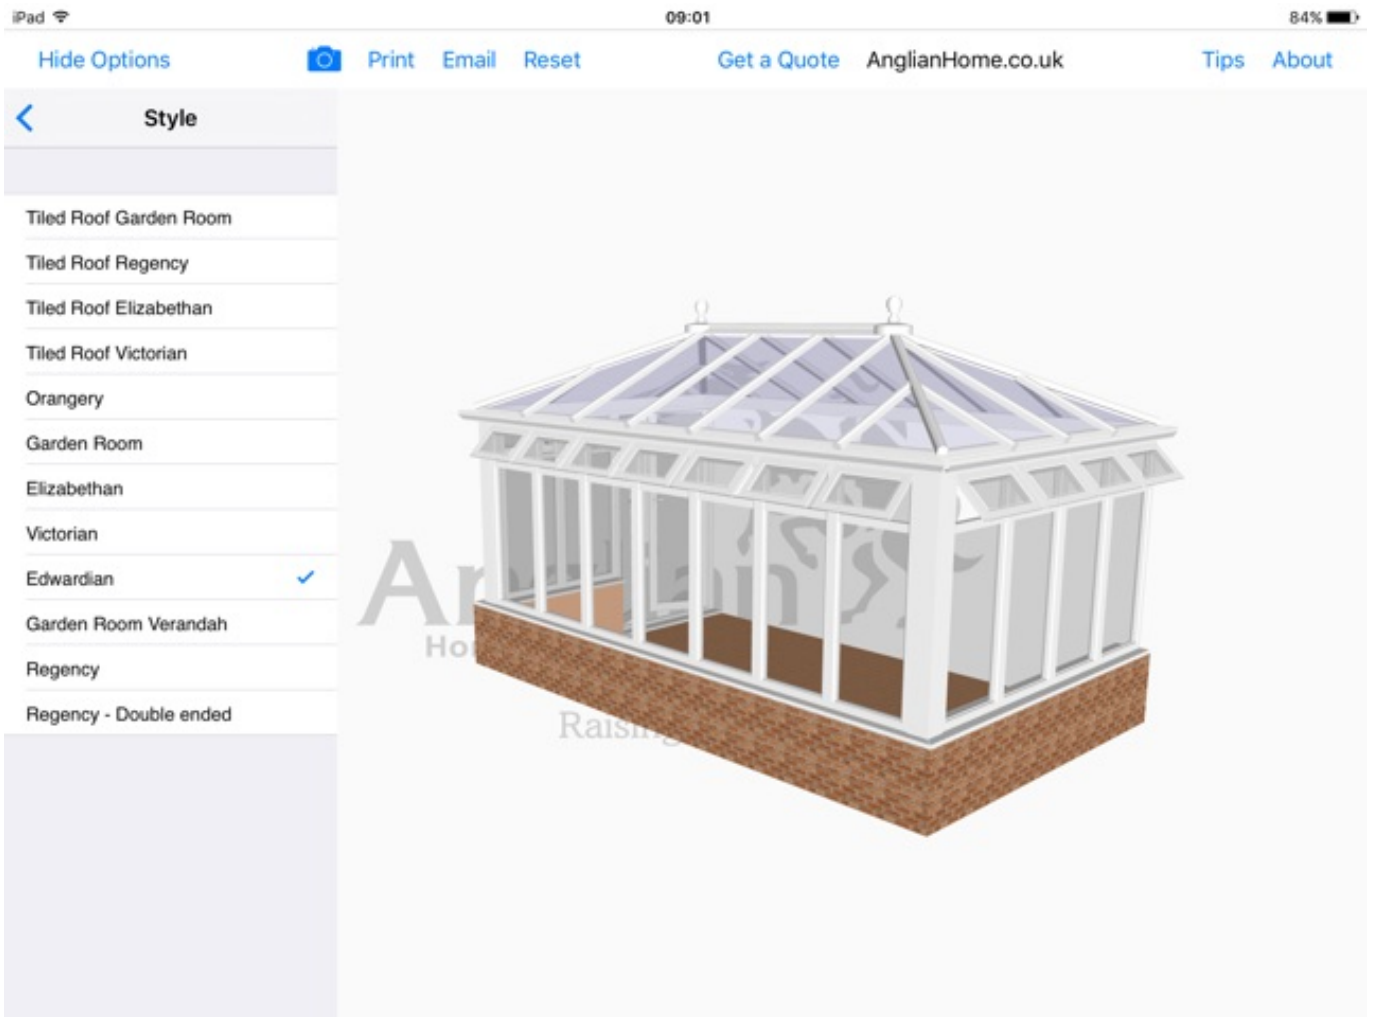 iPad 09:01 84%
Hide Options Print Email Reset Get a Quote AnglianHome.co.uk Tips About
Style
Tiled Roof Garden Room
Tiled Roof Regency
Tiled Roof Elizabethan
Tiled Roof Victorian
Orangery
Garden Room
Elizabethan
Victorian
Edwardian
Garden Room Verandah
Regency
Regency - Double ended
Anglian